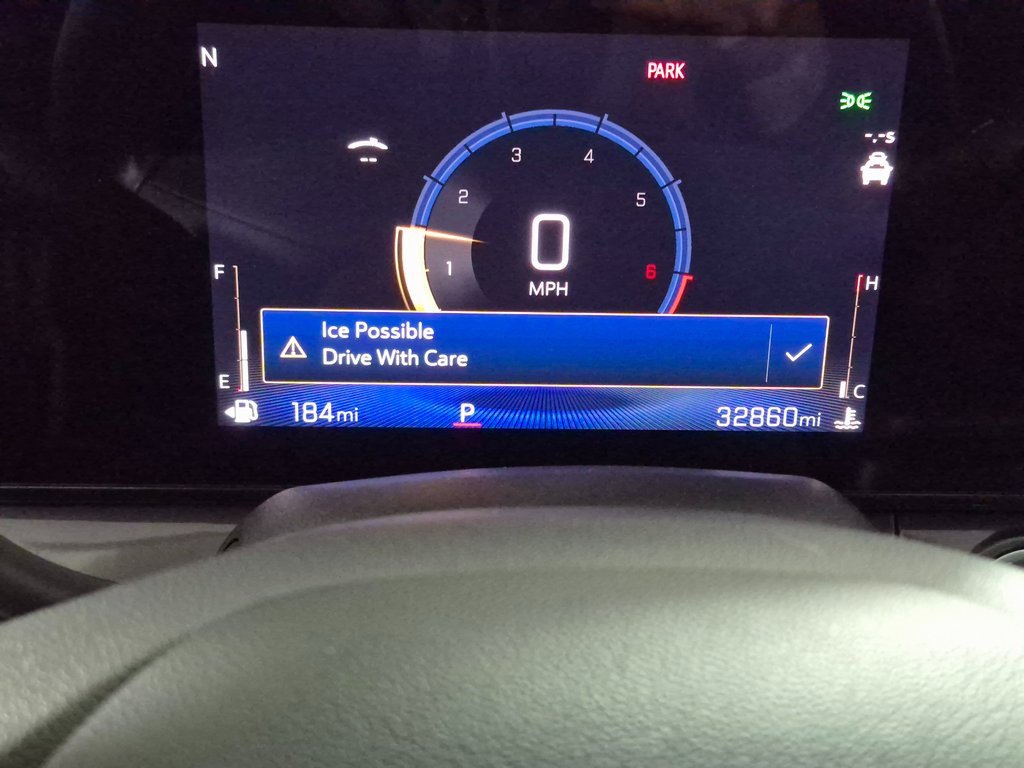 N
PARK
-.-s
--
3 4
2 5
1 6
0
MPH
F
H
Ice Possible
Drive With Care
E
C
184mi
P
32860mi